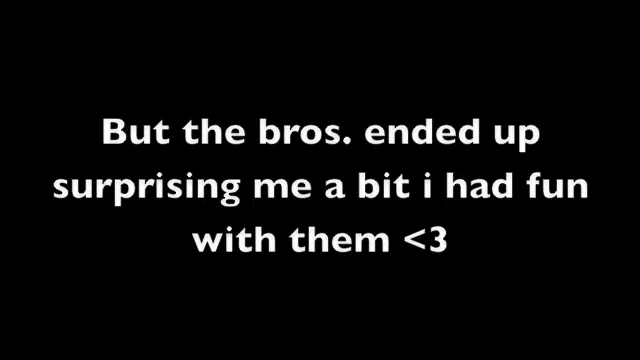 But the bros. ended up
surprising me a bit i had fun
with them <3